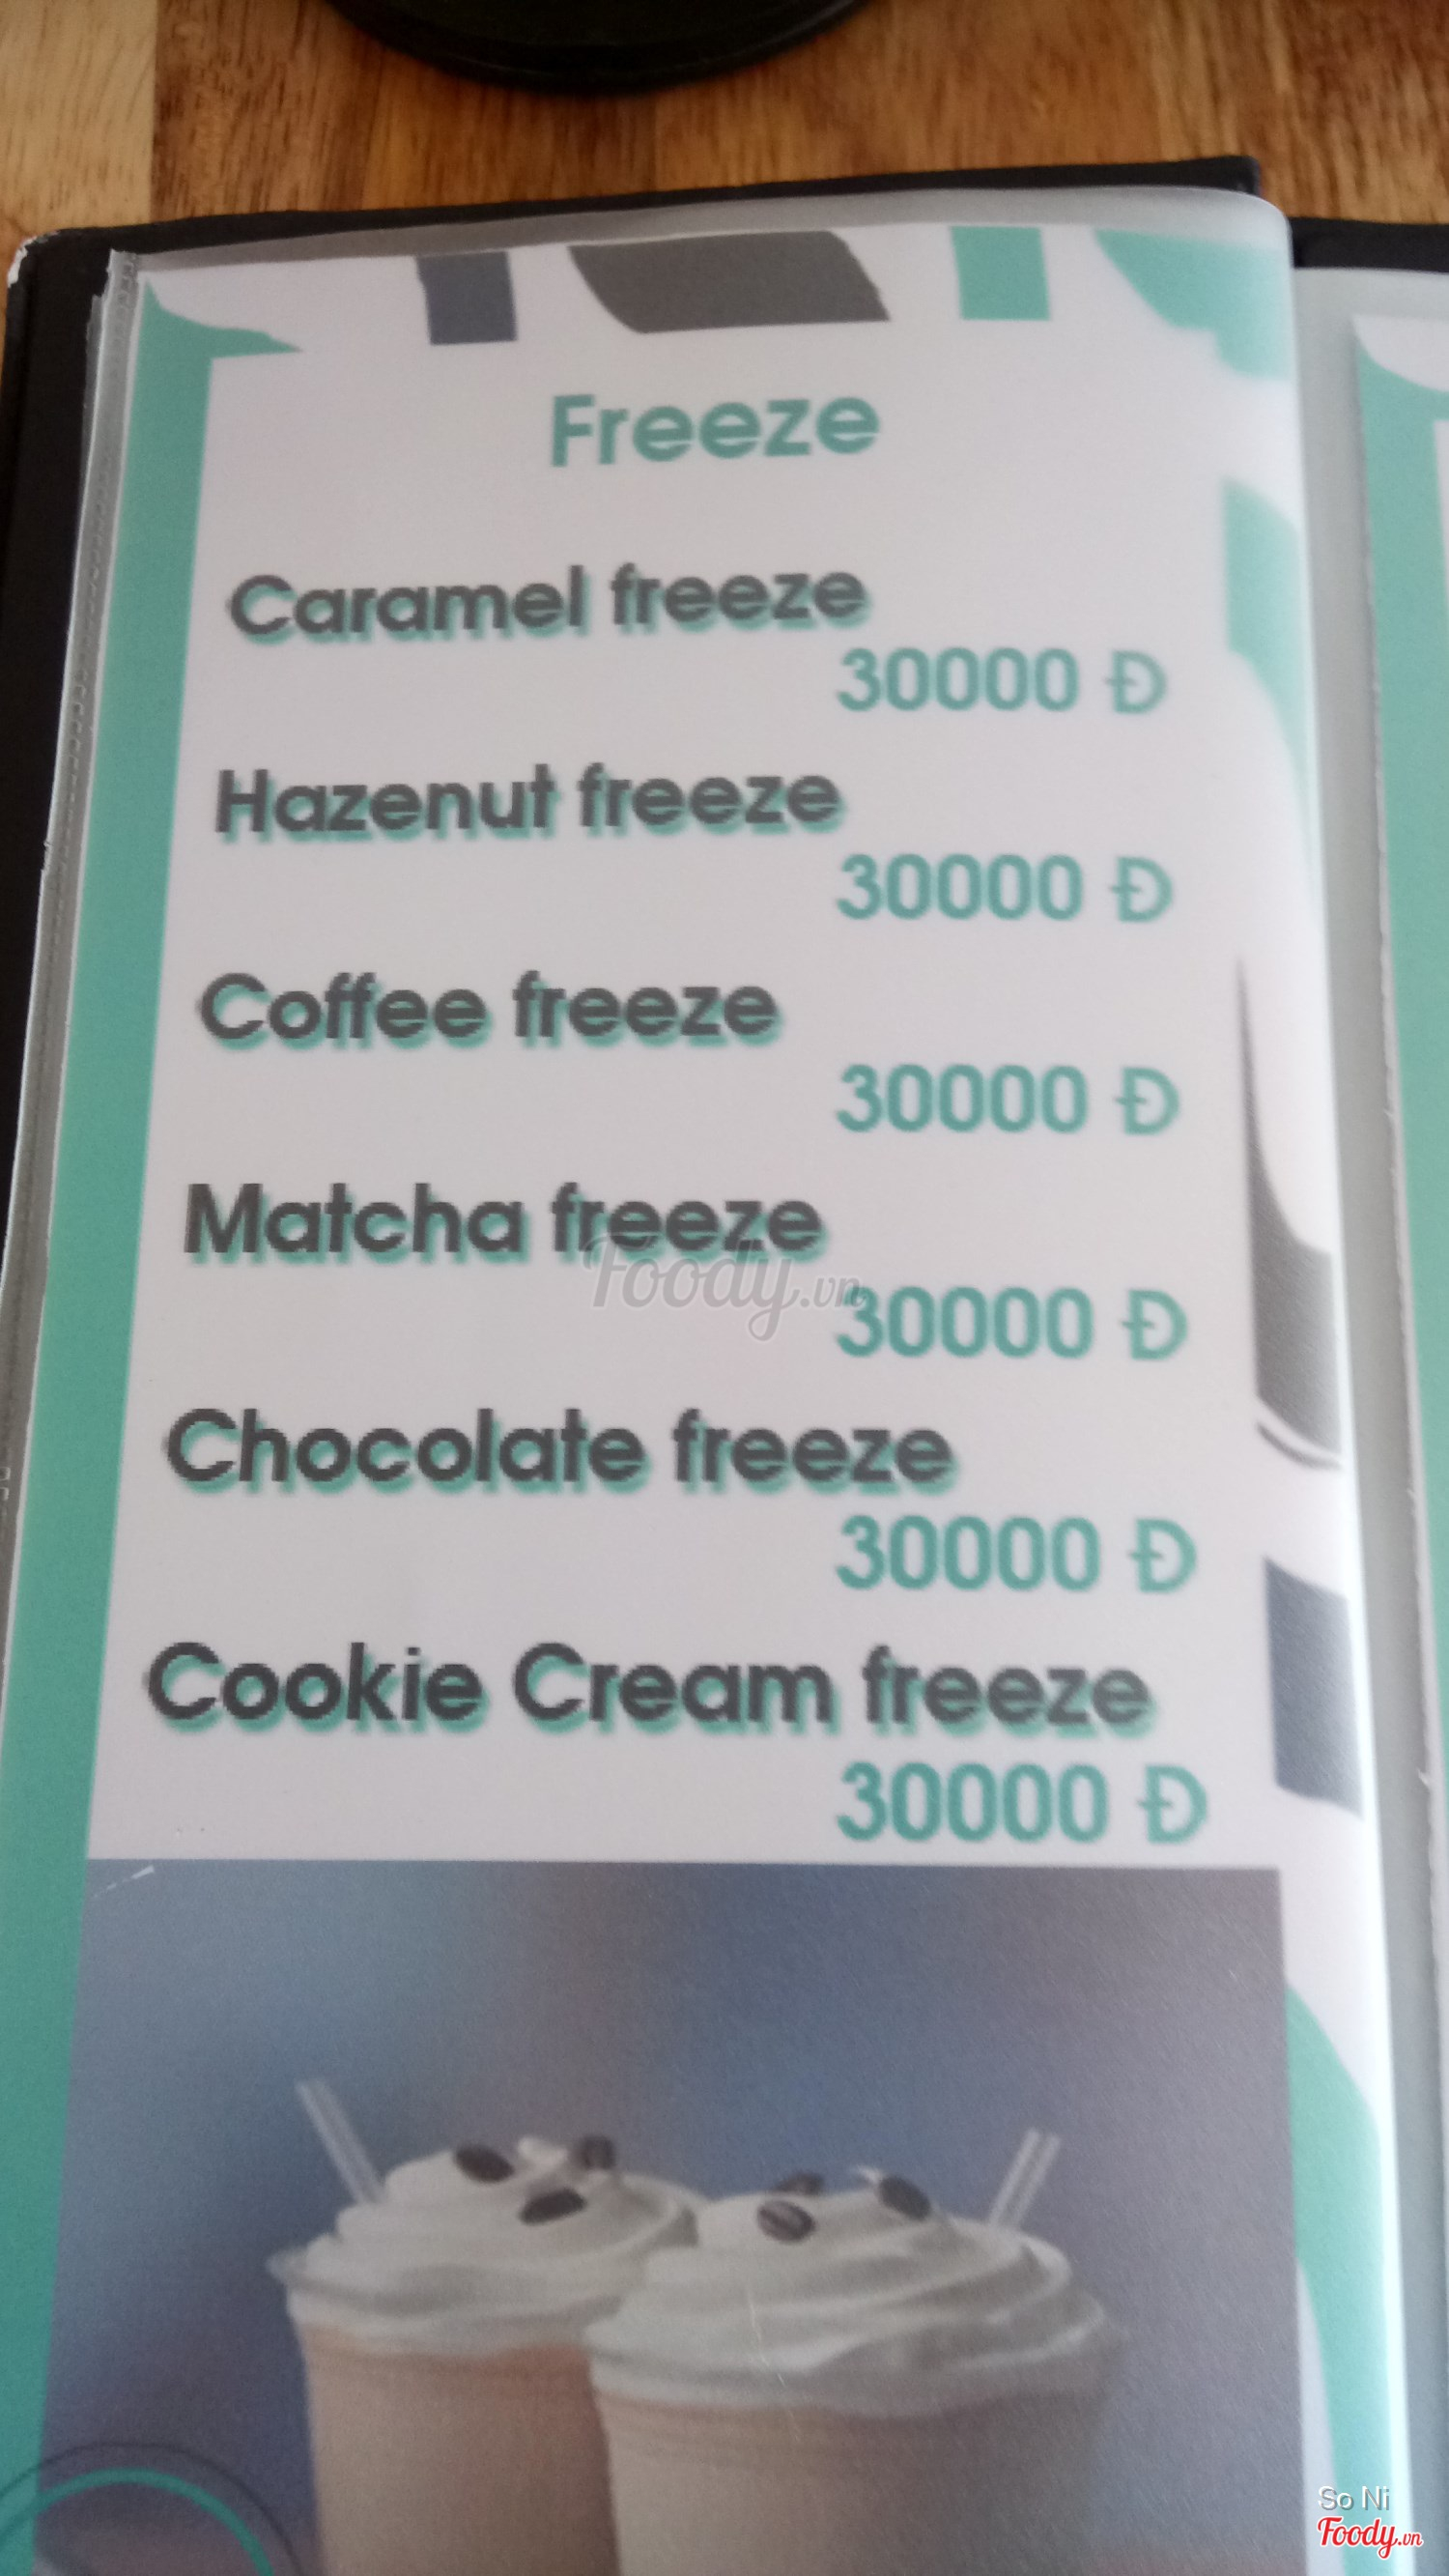 Freeze
Caramel freeze
30000 Đ
Hazenut freeze
30000 Đ
Coffee freeze
30000 Đ
Matcha freeze
Foody.vn
30000 Đ
Chocolate freeze
30000 Đ
Cookie Cream freeze
30000 Đ
So Ni
Foody.vn